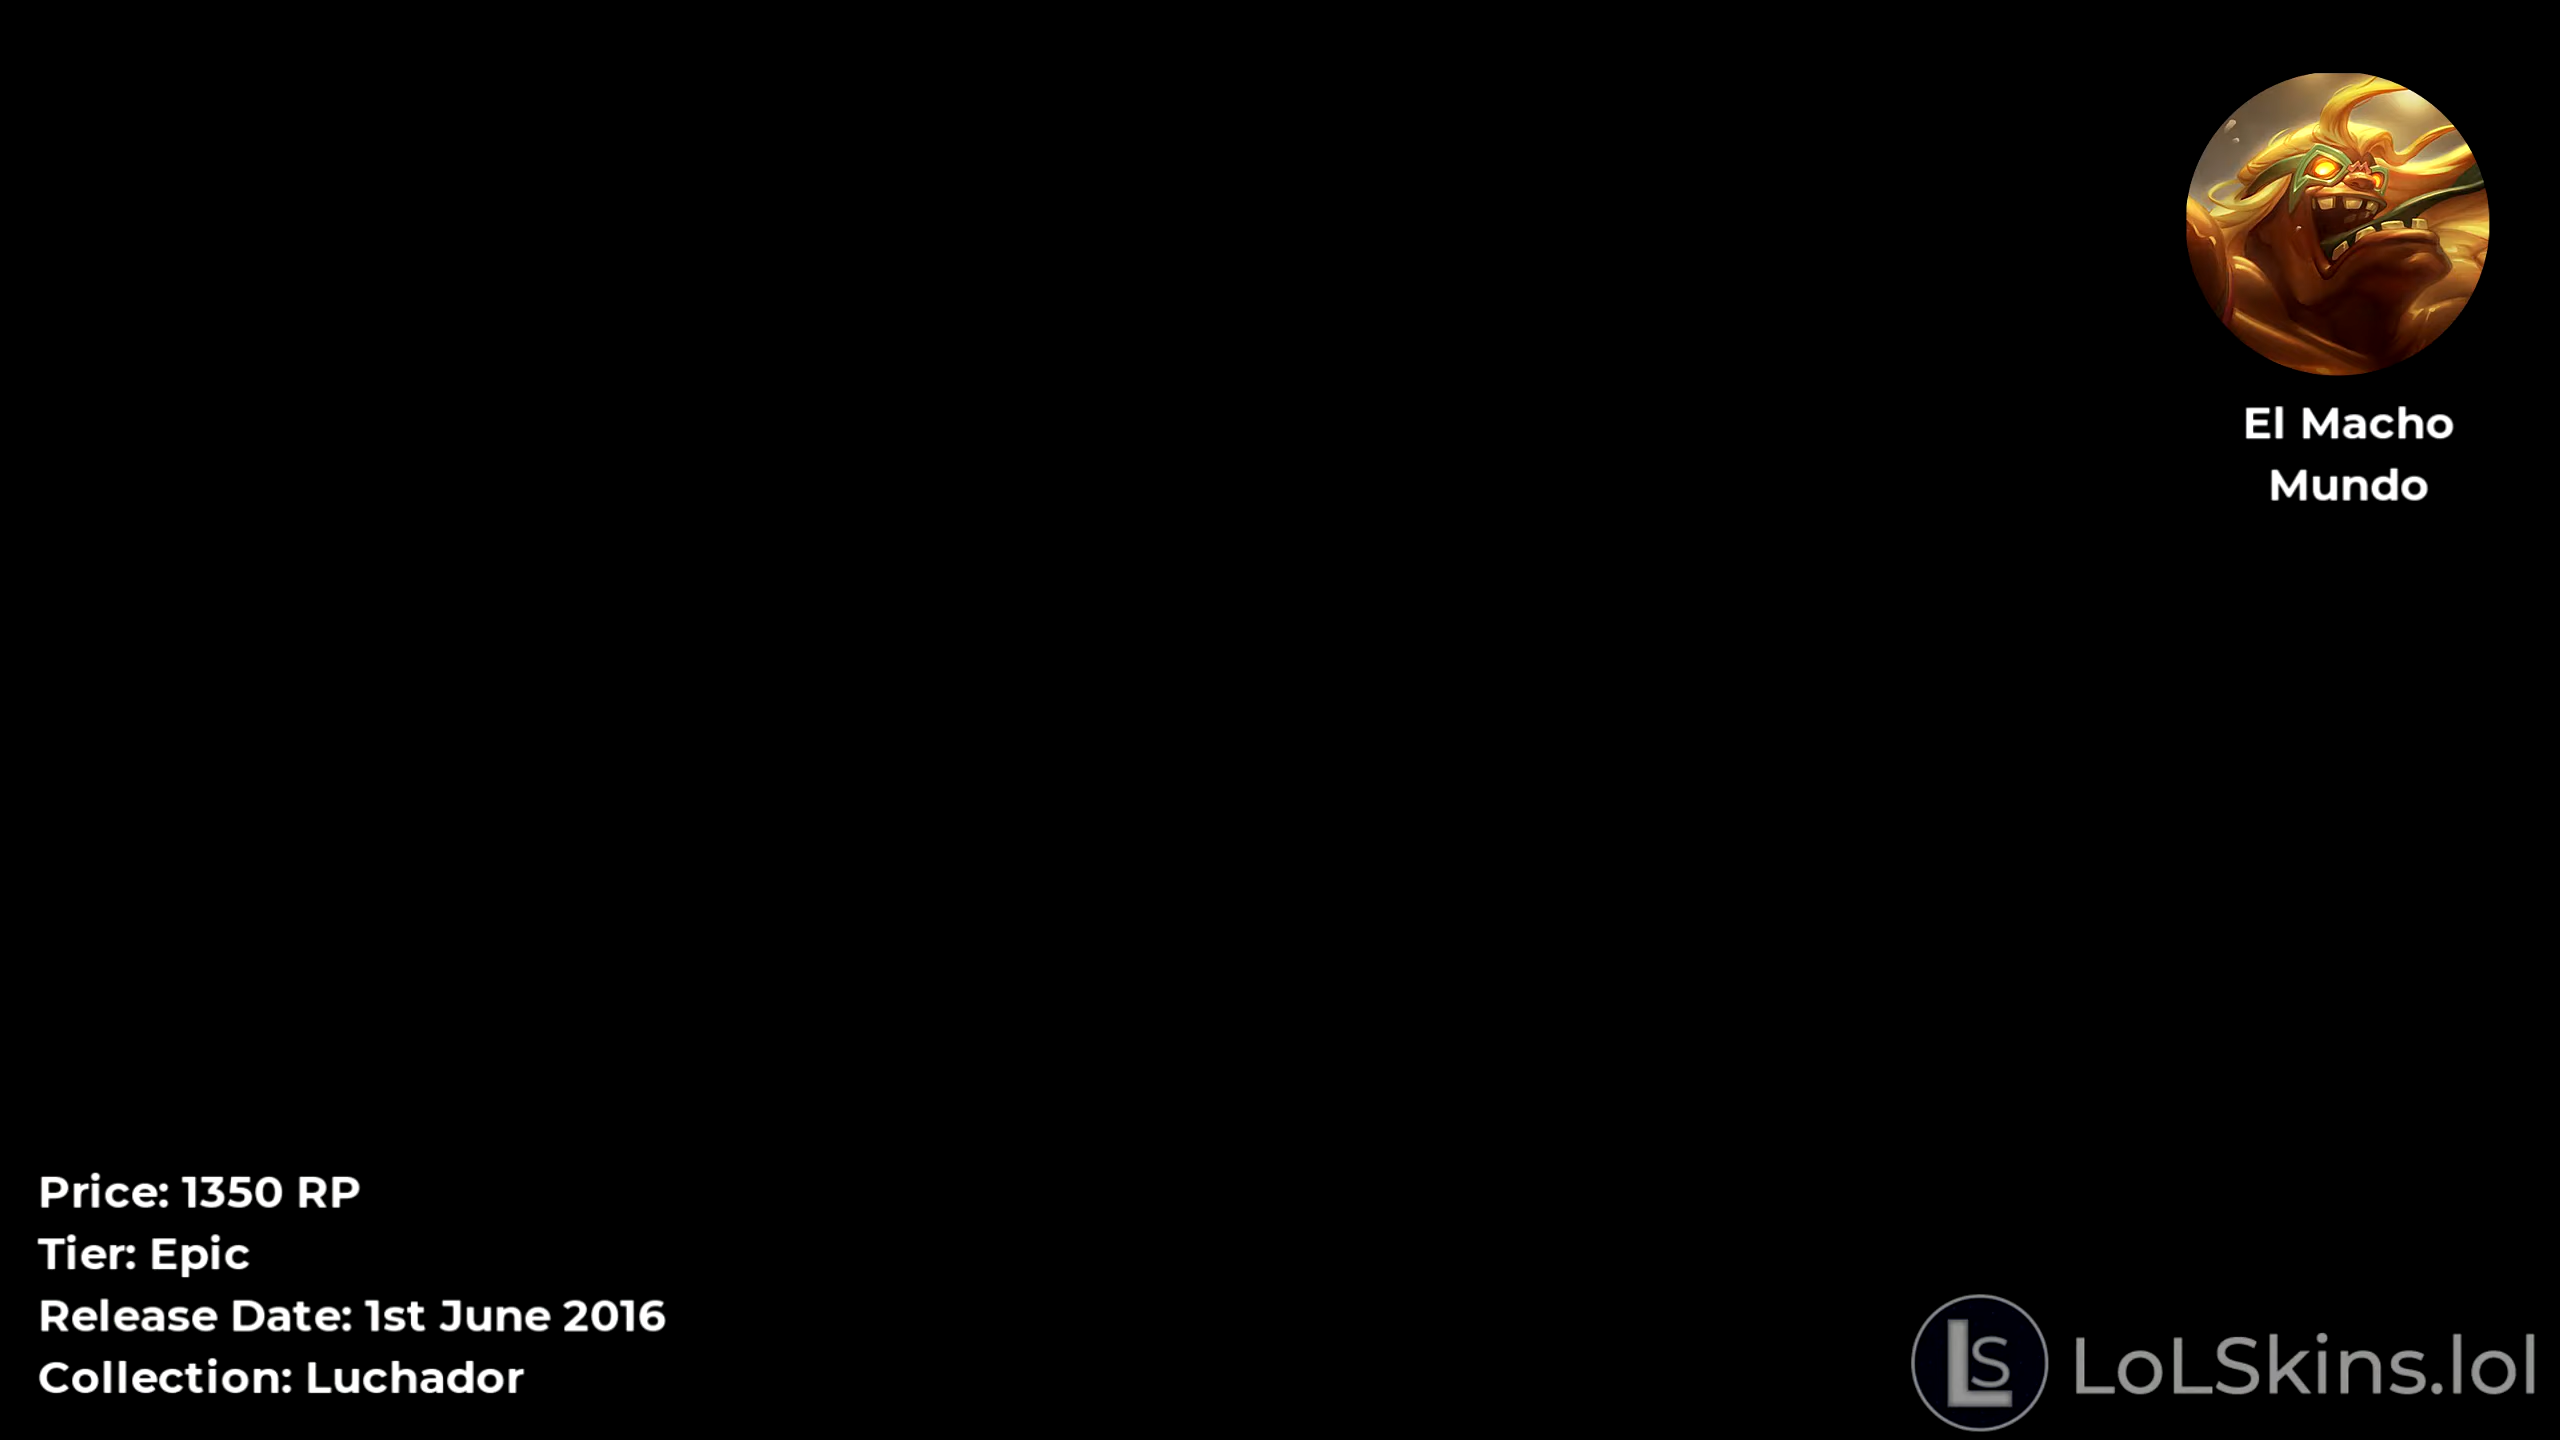 El Macho
Mundo
Price: 1350 RP
Tier: Epic
Release Date: 1st June 2016
Collection: Luchador
LS LoLSkins.lol